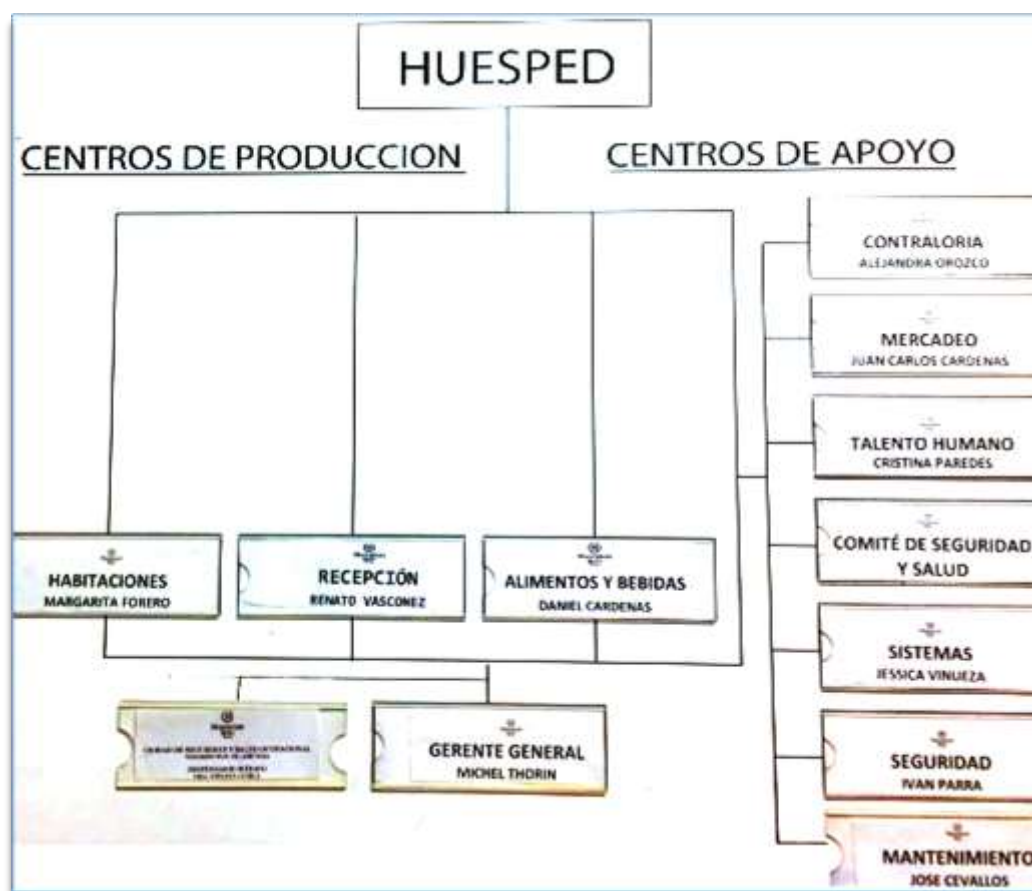 HUESPED
CENTROS DE PRODUCCION
CENTROS DE APOYO
CONTRALORIA
ALEJANDRA OROZCO
MERCADEO
JUAN CARLOS CARDENAS
TALENTO HUMANO
CRISTINA PAREDES
COMITÉ DE SEGURIDAD
Y SALUD
SISTEMAS
JESSICA VINUEZA
SEGURIDAD
IVAN PARRA
MANTENIMIENTO
JOSE CEVALLOS
HABITACIONES
MARGARITA FORERO
RECEPCIÓN
RENATO VASCONEZ
ALIMENTOS Y BEBIDAS
DANIEL CARDENAS
GERENTE GENERAL
MICHEL THORIN